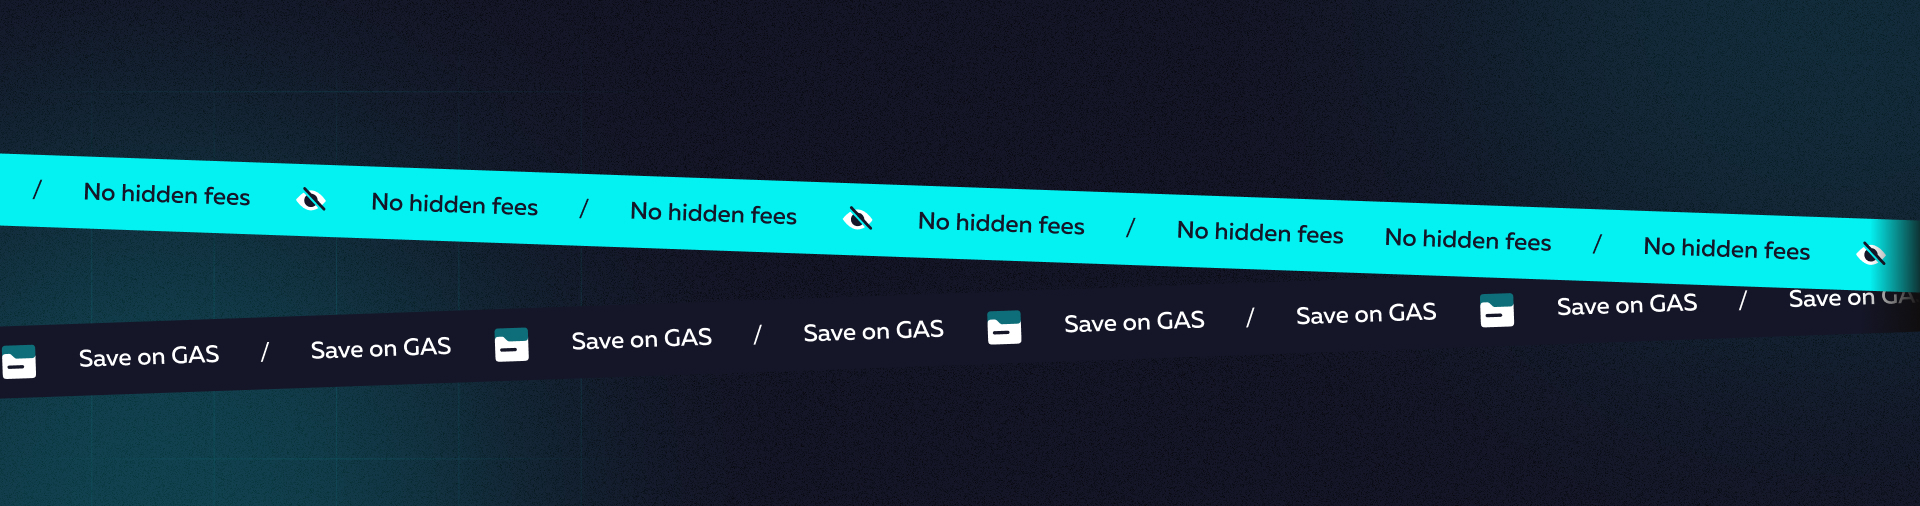 / No hidden fees No hidden fees / No hidden fees No hidden fees / No hidden fees No hidden fees / No hidden fees
Save on GAS / Save on GAS Save on GAS / Save on GAS Save on GAS / Save on GAS Save on GAS / Save on